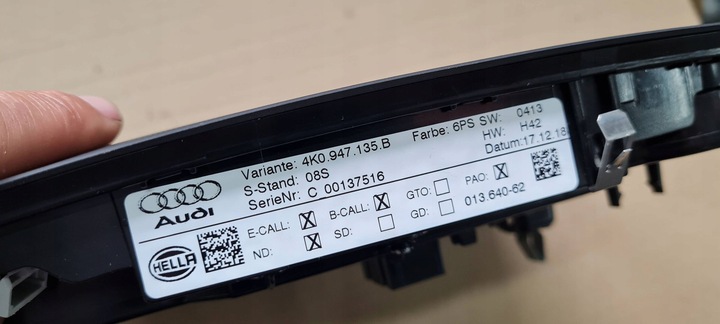 Variante: 4K0.947.135.B Farbe: 6PS SW: 0413
S-Stand: 08S HW: H42
SerieNr: C 00137516 Datum:17.12.18
Audi
E-CALL: B-CALL: GTO: PAO:
ND: SD: GD: 013.640-62
HELLA